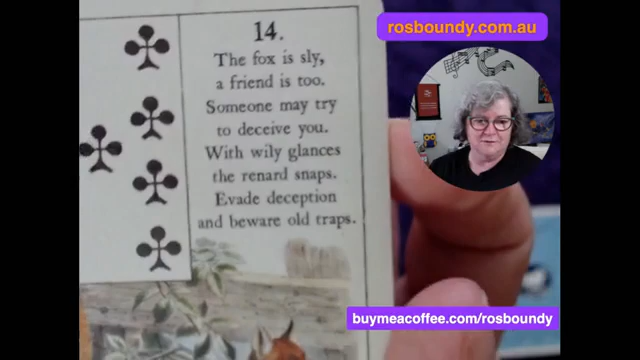 rosboundy.com.au
14.
The fox is sly,
a friend is too.
Someone may try
to deceive you.
With wily glances
the renard snaps.
Evade deception
and beware old traps.
buymeacoffee.com/rosboundy